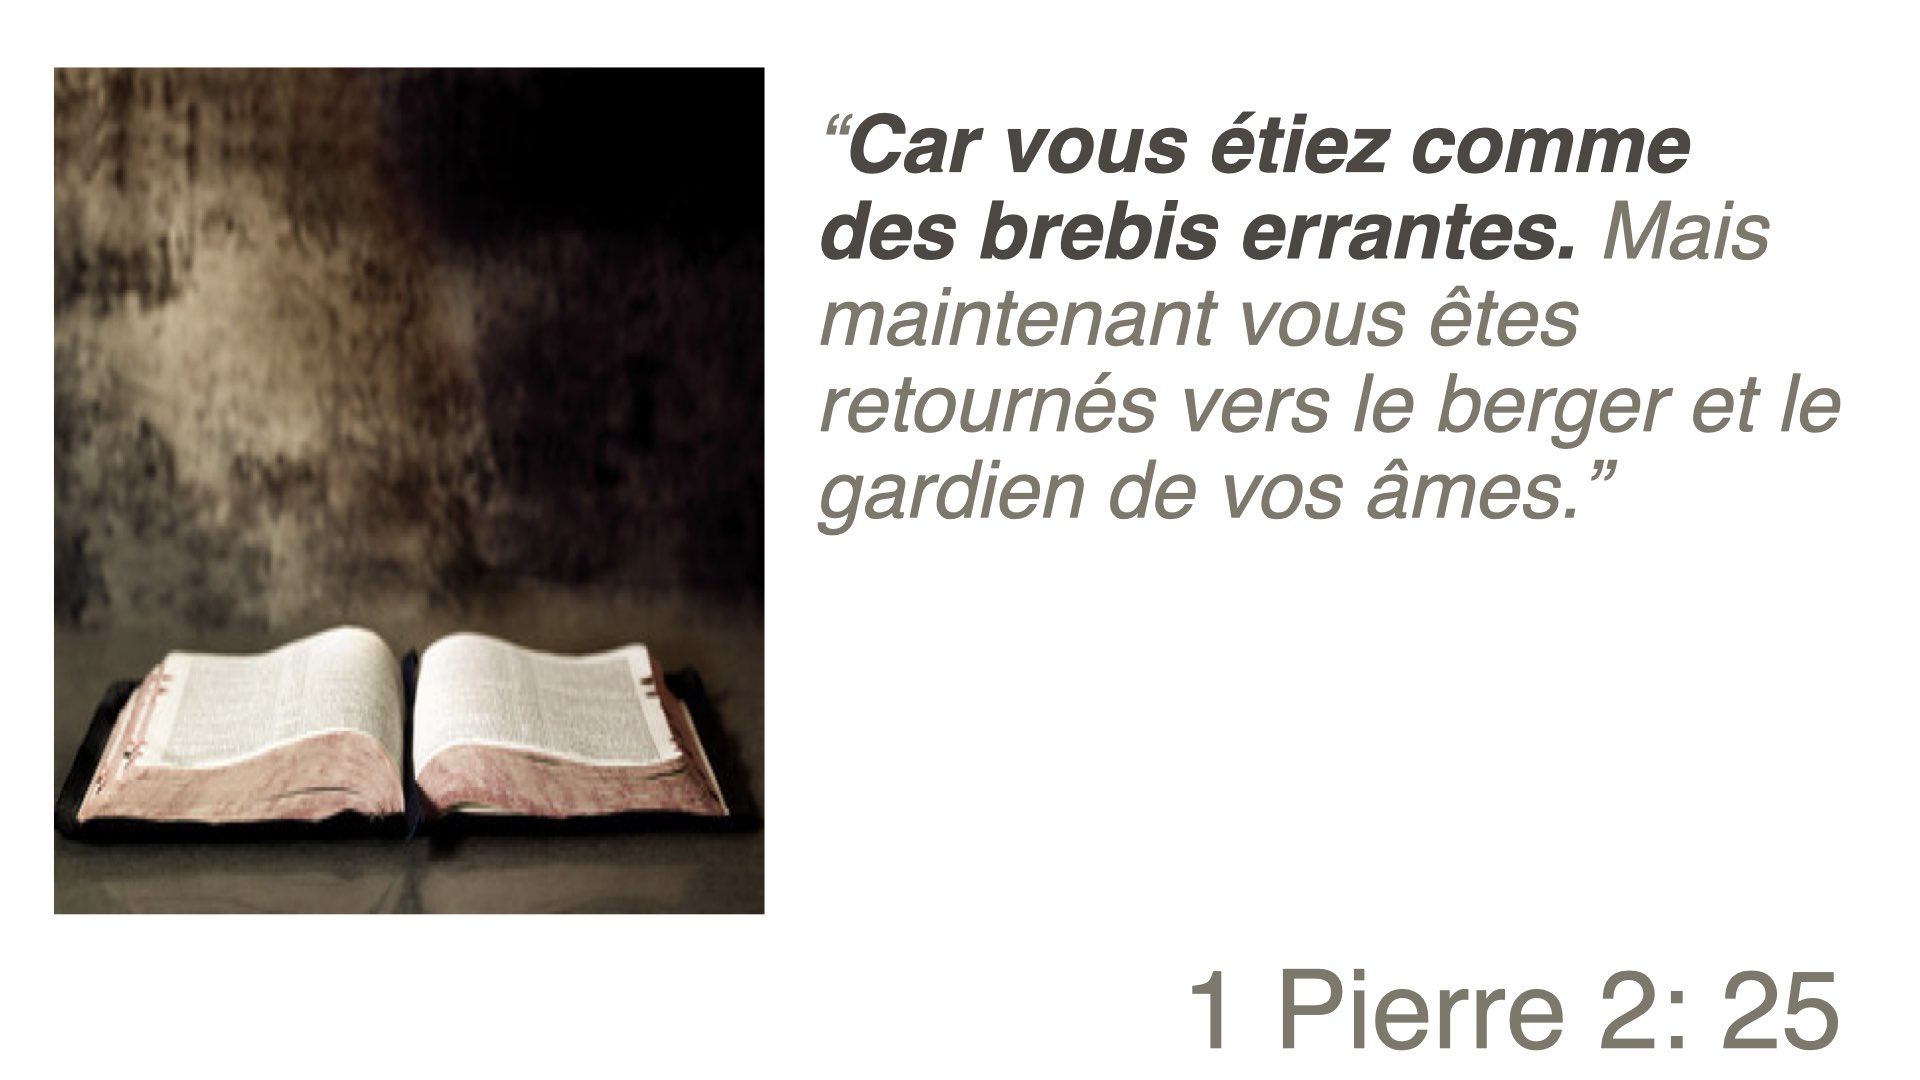 “Car vous étiez comme
des brebis errantes. Mais
maintenant vous êtes
retournés vers le berger et le
gardien de vos âmes.”
1 Pierre 2: 25